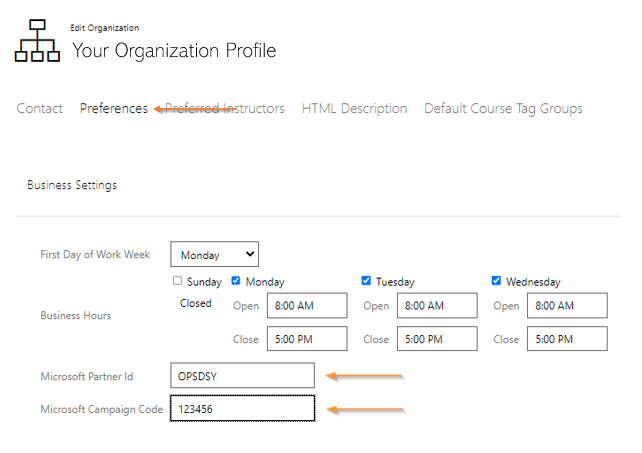 Edit Organization
Your Organization Profile
Contact Preferences Preferred Instructors HTML Description Default Course Tag Groups
Business Settings
First Day of Work Week Monday
Sunday Monday Tuesday Wednesday
Closed Open 8:00 AM Open 8:00 AM Open 8:00 AM
Business Hours
Close 5:00 PM Close 5:00 PM Close 5:00 PM
Microsoft Partner Id OPSDSY
Microsoft Campaign Code 123456